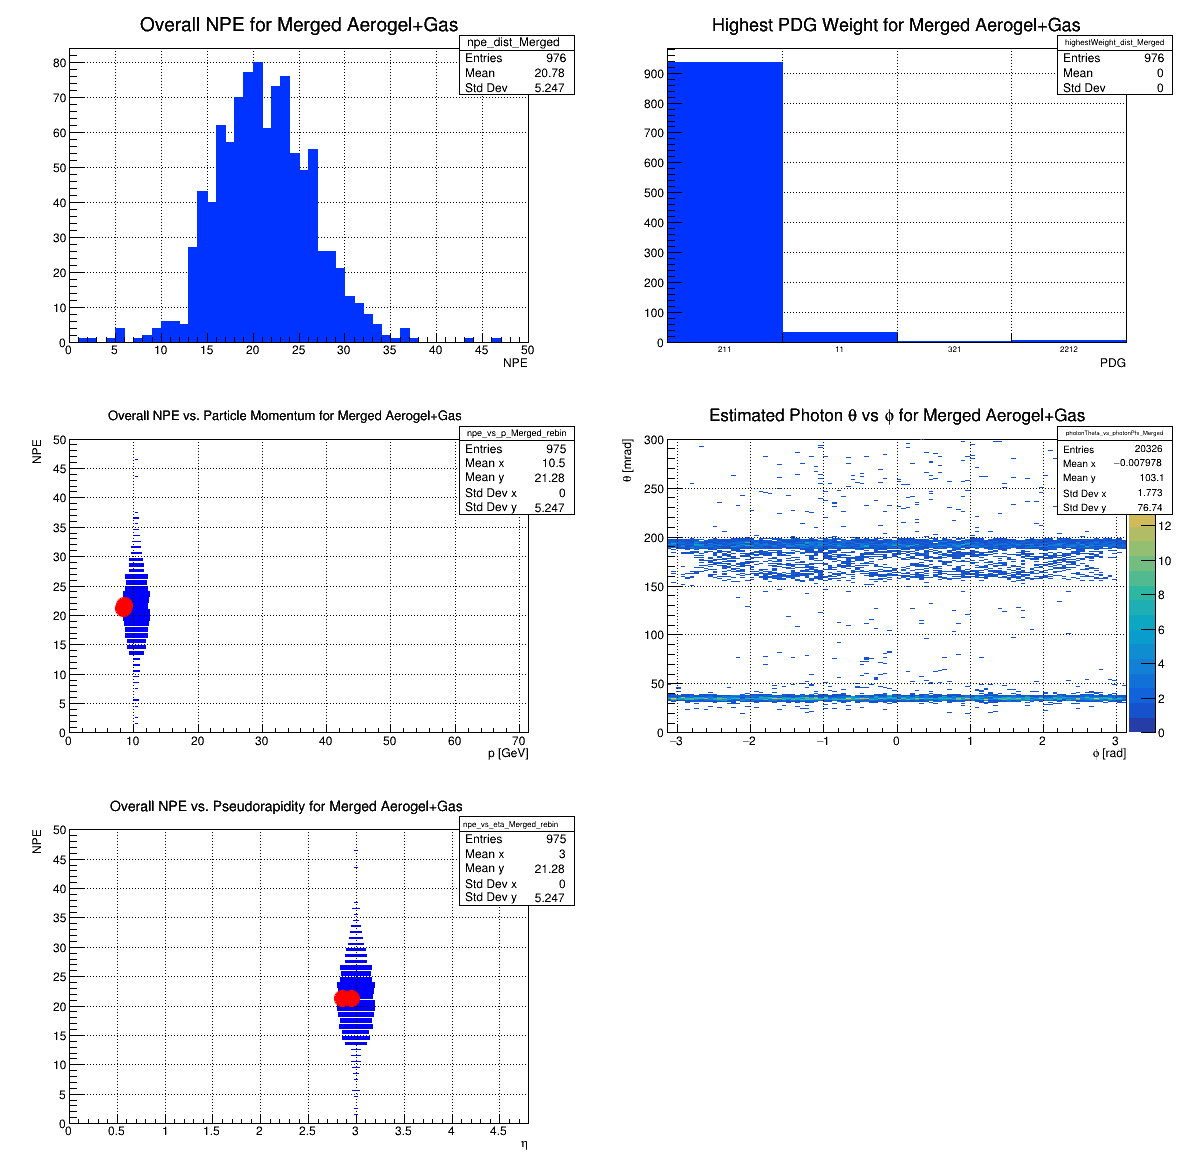 Overall NPE for Merged Aerogel+Gas
npe_dist_Merged
Entries 976
Mean 20.78
Std Dev 5.247
80
70
60
50
40
30
20
10
0
0 5 10 15 20 25 30 35 40 45 50
NPE
Highest PDG Weight for Merged Aerogel+Gas
highestWeight_dist_Merged
Entries 976
Mean 0
Std Dev 0
900
800
700
600
500
400
300
200
100
0
211 11 321 2212
PDG
Overall NPE vs. Particle Momentum for Merged Aerogel+Gas
npe_vs_p_Merged_rebin
Entries 975
Mean x 10.5
Mean y 21.28
Std Dev x 0
Std Dev y 5.247
NPE
50
45
40
35
30
25
20
15
10
5
0
0 10 20 30 40 50 60 70
p [GeV]
Estimated Photon θ vs ϕ for Merged Aerogel+Gas
photonTheta_vs_photonPhi_Merged
Entries 20326
Mean x −0.007978
Mean y 103.1
Std Dev x 1.773
Std Dev y 76.74
θ [mrad]
300
250
200
150
100
50
0
−3 −2 −1 0 1 2 3
ϕ [rad]
12
10
8
6
4
2
0
Overall NPE vs. Pseudorapidity for Merged Aerogel+Gas
npe_vs_eta_Merged_rebin
Entries 975
Mean x 3
Mean y 21.28
Std Dev x 0
Std Dev y 5.247
NPE
50
45
40
35
30
25
20
15
10
5
0
0 0.5 1 1.5 2 2.5 3 3.5 4 4.5
η